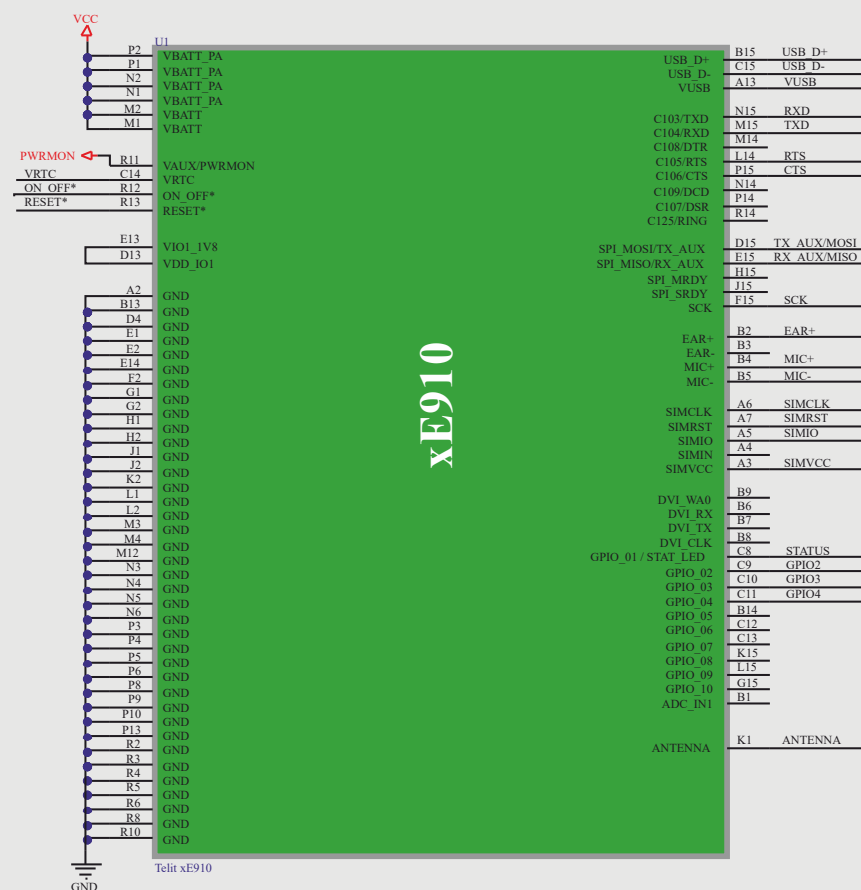 VCC
U1
P2 VBATT_PA
P1 VBATT_PA
N2 VBATT_PA
N1 VBATT_PA
M2 VBATT
M1 VBATT
PWRMON R11 VAUX/PWRMON
VRTC C14 VRTC
ON_OFF* R12 ON_OFF*
RESET* R13 RESET*
E13 VIO1_1V8
D13 VDD_IO1
A2 GND
B13 GND
D4 GND
E1 GND
E2 GND
E14 GND
F2 GND
G1 GND
G2 GND
H1 GND
H2 GND
J1 GND
J2 GND
K2 GND
L1 GND
L2 GND
M3 GND
M4 GND
M12 GND
N3 GND
N4 GND
N5 GND
N6 GND
P3 GND
P4 GND
P5 GND
P6 GND
P8 GND
P9 GND
P10 GND
P13 GND
R2 GND
R3 GND
R4 GND
R5 GND
R6 GND
R8 GND
R10 GND
GND
xE910
USB_D+ B15 USB_D+
USB_D- C15 USB_D-
VUSB A13 VUSB
C103/TXD N15 RXD
C104/RXD M15 TXD
C108/DTR M14
C105/RTS L14 RTS
C106/CTS P15 CTS
C109/DCD N14
C107/DSR P14
C125/RING R14
SPI_MOSI/TX_AUX D15 TX_AUX/MOSI
SPI_MISO/RX_AUX E15 RX_AUX/MISO
SPI_MRDY H15
SPI_SRDY J15
SCK F15 SCK
EAR+ B2 EAR+
EAR- B3
MIC+ B4 MIC+
MIC- B5 MIC-
SIMCLK A6 SIMCLK
SIMRST A7 SIMRST
SIMIO A5 SIMIO
SIMIN A4
SIMVCC A3 SIMVCC
DVI_WA0 B9
DVI_RX B6
DVI_TX B7
DVI_CLK B8
GPIO_01 / STAT_LED C8 STATUS
GPIO_02 C9 GPIO2
GPIO_03 C10 GPIO3
GPIO_04 C11 GPIO4
GPIO_05 B14
GPIO_06 C12
GPIO_07 C13
GPIO_08 K15
GPIO_09 L15
GPIO_10 G15
ADC_IN1 B1
ANTENNA K1 ANTENNA
Telit xE910